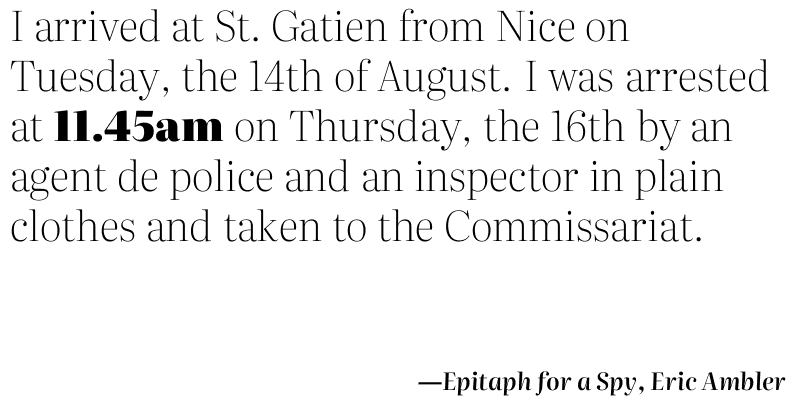 I arrived at St. Gatien from Nice on
Tuesday, the 14th of August. I was arrested
at 11.45am on Thursday, the 16th by an
agent de police and an inspector in plain
clothes and taken to the Commissariat.
—Epitaph for a Spy, Eric Ambler